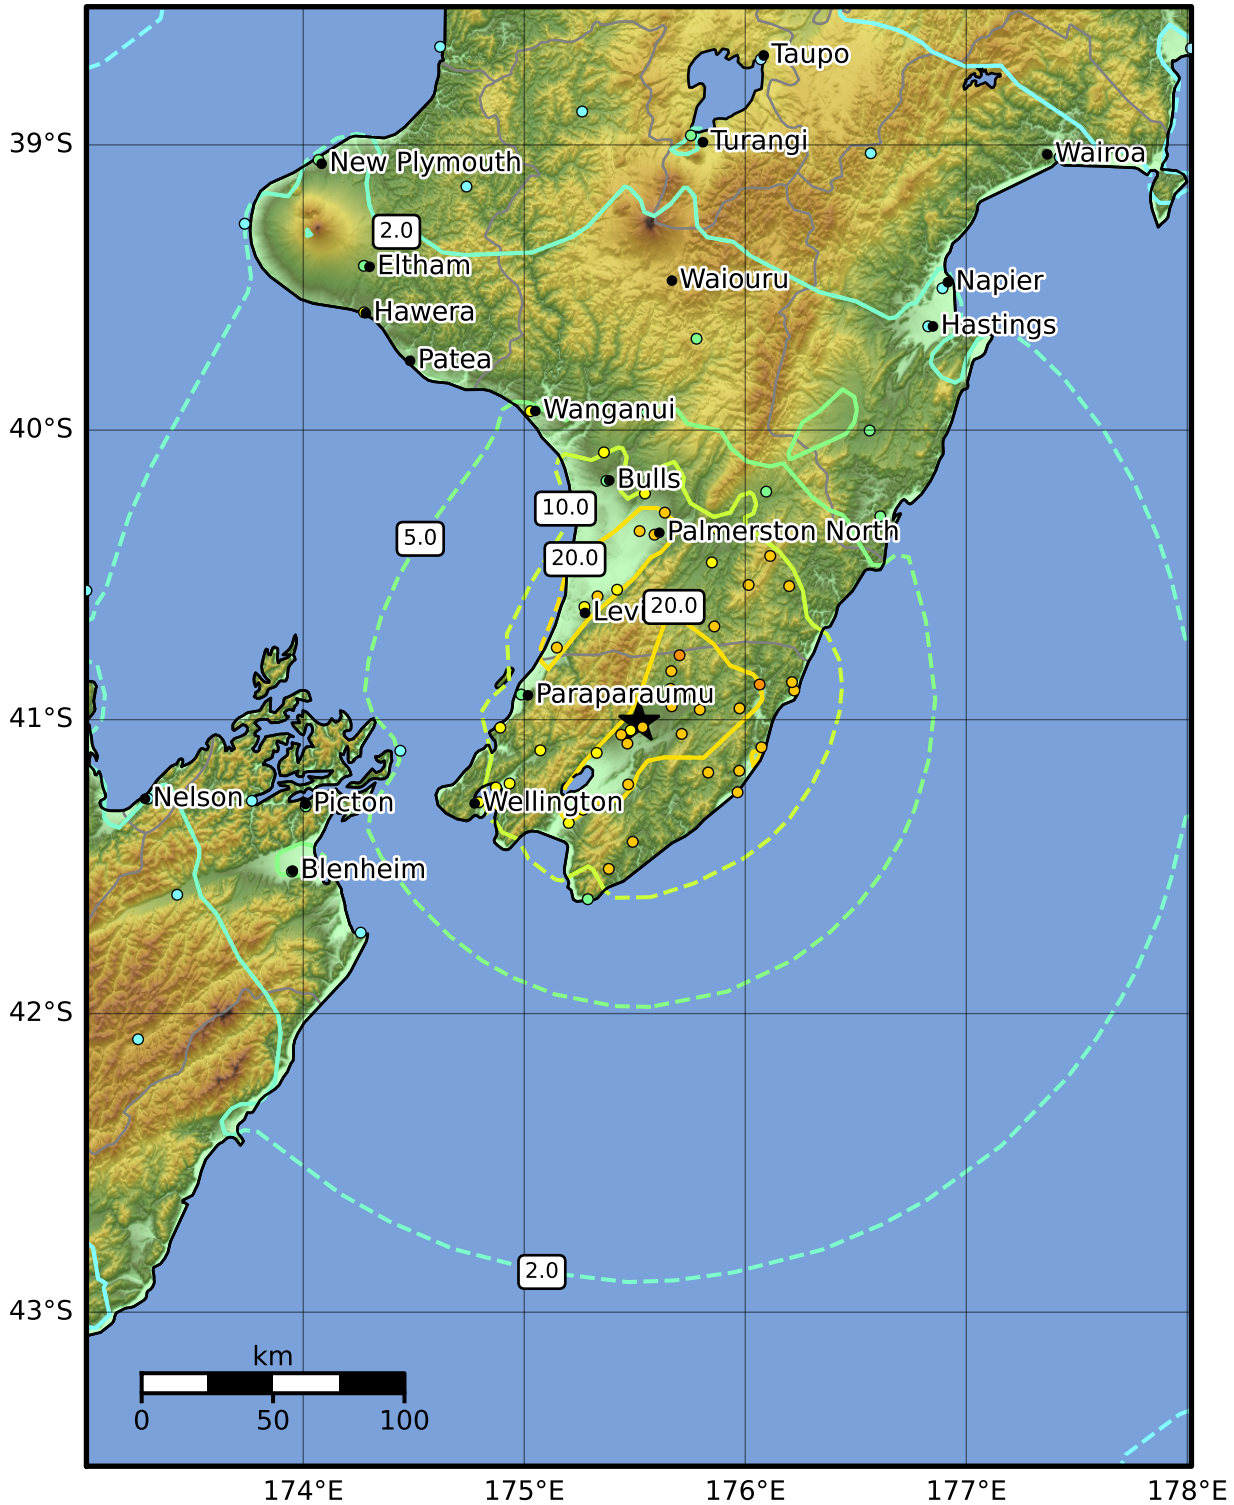 Taupo
39°S
Turangi
Wairoa
New Plymouth
2.0
Eltham
Waiouru
Napier
Hawera
Hastings
Patea
Wanganui
40°S
Bulls
10.0
5.0
Palmerston North
20.0
Lev
20.0
Paraparaumu
41°S
Nelson
Picton
Wellington
Blenheim
42°S
2.0
43°S
km
0 50 100
174°E 175°E 176°E 177°E 178°E